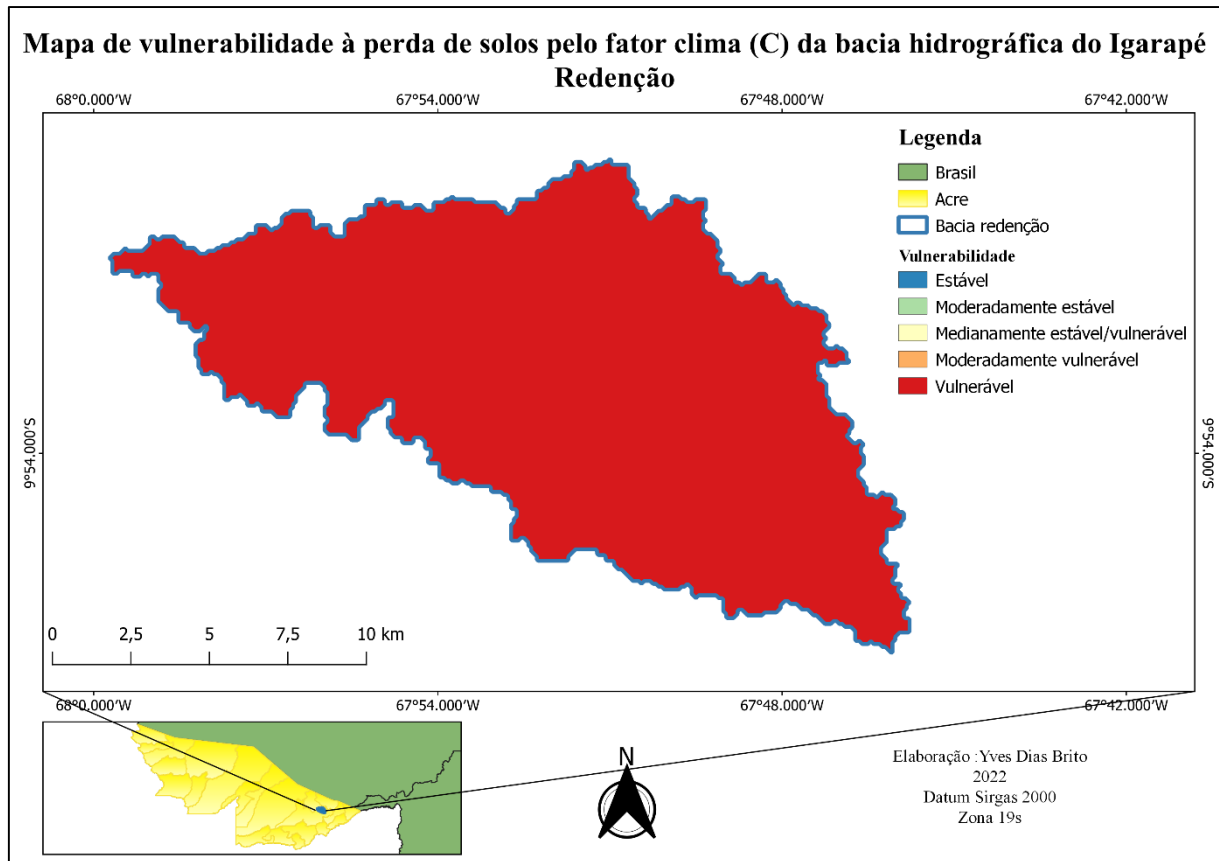 Mapa de vulnerabilidade à perda de solos pelo fator clima (C) da bacia hidrográfica do Igarapé
Redenção
68°0.000′W
67°54.000′W
67°48.000′W
67°42.000′W
Legenda
Brasil
Acre
Bacia redenção
Vulnerabilidade
Estável
Moderadamente estável
Medianamente estável/vulnerável
Moderadamente vulnerável
Vulnerável
9°54.000′S
9°54.000′S
0
2,5
5
7,5
10 km
68°0.000′W
67°54.000′W
67°48.000′W
67°42.000′W
N
Elaboração :Yves Dias Brito
2022
Datum Sirgas 2000
Zona 19s